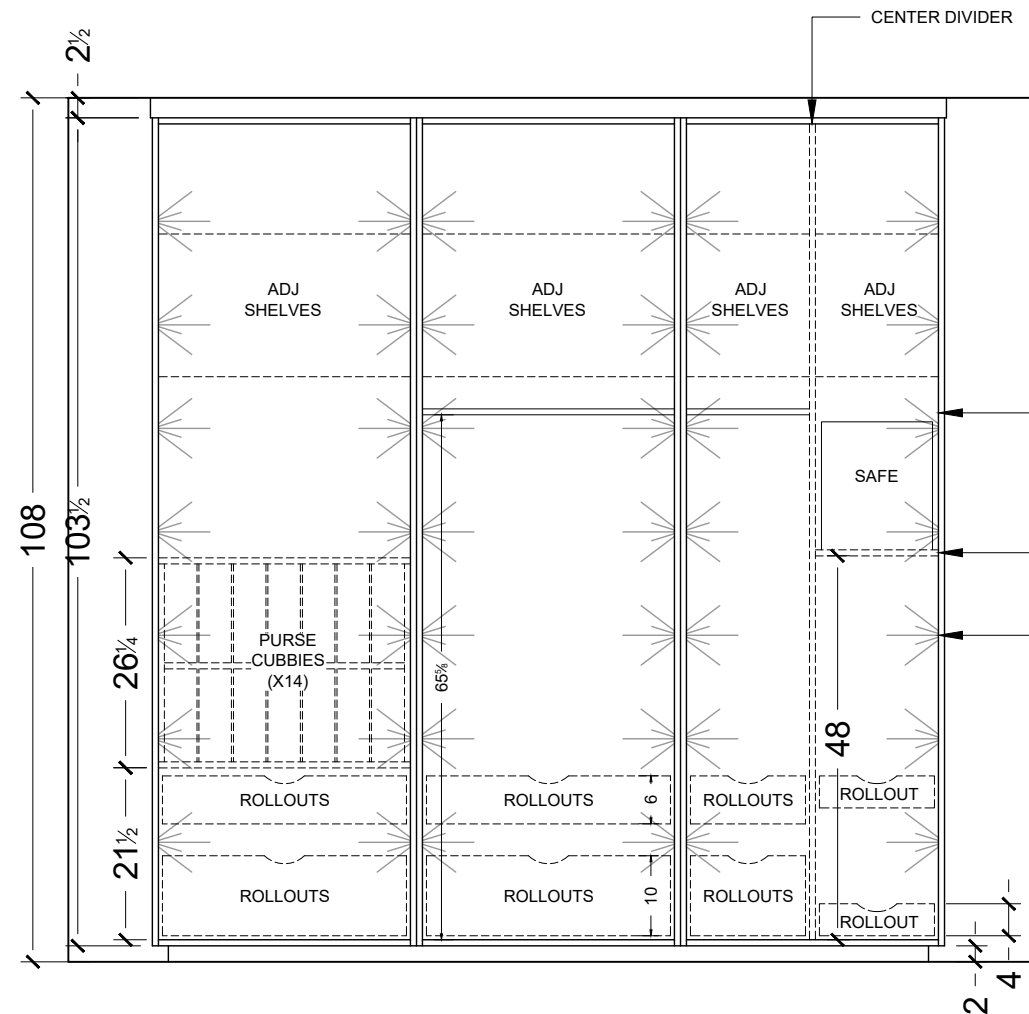 CENTER DIVIDER
2½
108
103½
ADJ
SHELVES
ADJ
SHELVES
ADJ
SHELVES
ADJ
SHELVES
SAFE
26¼
PURSE
CUBBIES
(X14)
65⅝
48
21½
ROLLOUTS
ROLLOUTS
6
ROLLOUTS
ROLLOUT
ROLLOUTS
ROLLOUTS
10
ROLLOUTS
ROLLOUT
2
4